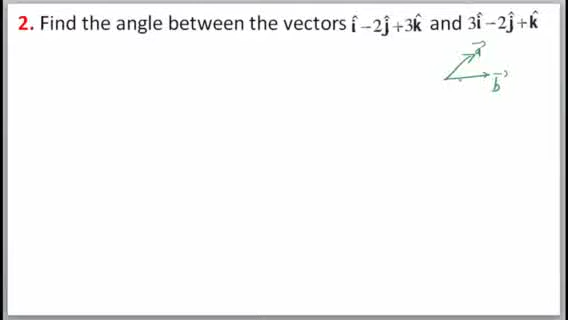 2. Find the angle between the vectors î−2ĵ+3k̂ and 3î−2ĵ+k̂
a⃗
b⃗